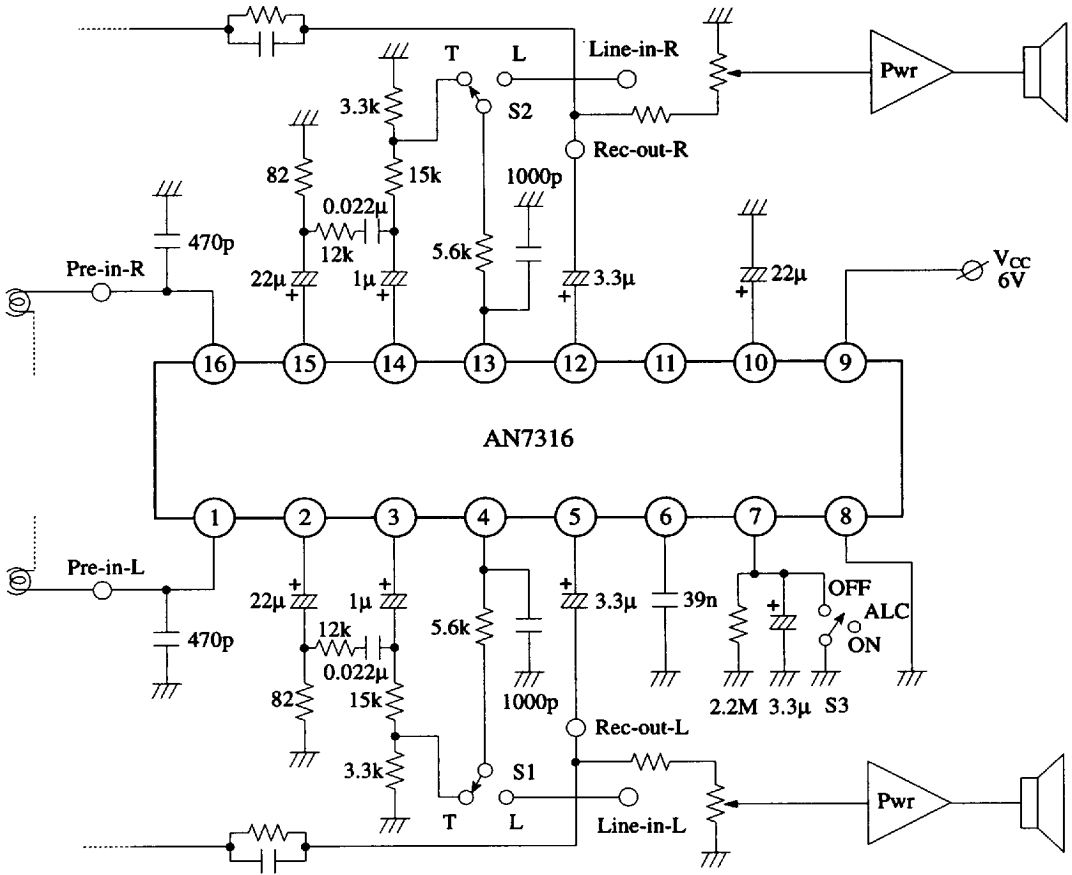 T
L
Line-in-R
Pwr
3.3k
S2
Rec-out-R
82
15k
1000p
0.022μ
12k
470p
5.6k
Pre-in-R
22μ
1μ
3.3μ
22μ
VCC
6V
16
15
14
13
12
11
10
9
AN7316
1
2
3
4
5
6
7
8
Pre-in-L
22μ
1μ
5.6k
3.3μ
39n
OFF
ALC
ON
470p
12k
0.022μ
82
15k
1000p
2.2M
3.3μ
S3
Rec-out-L
3.3k
S1
T
L
Line-in-L
Pwr
+
+
+
+
+
+
+
+